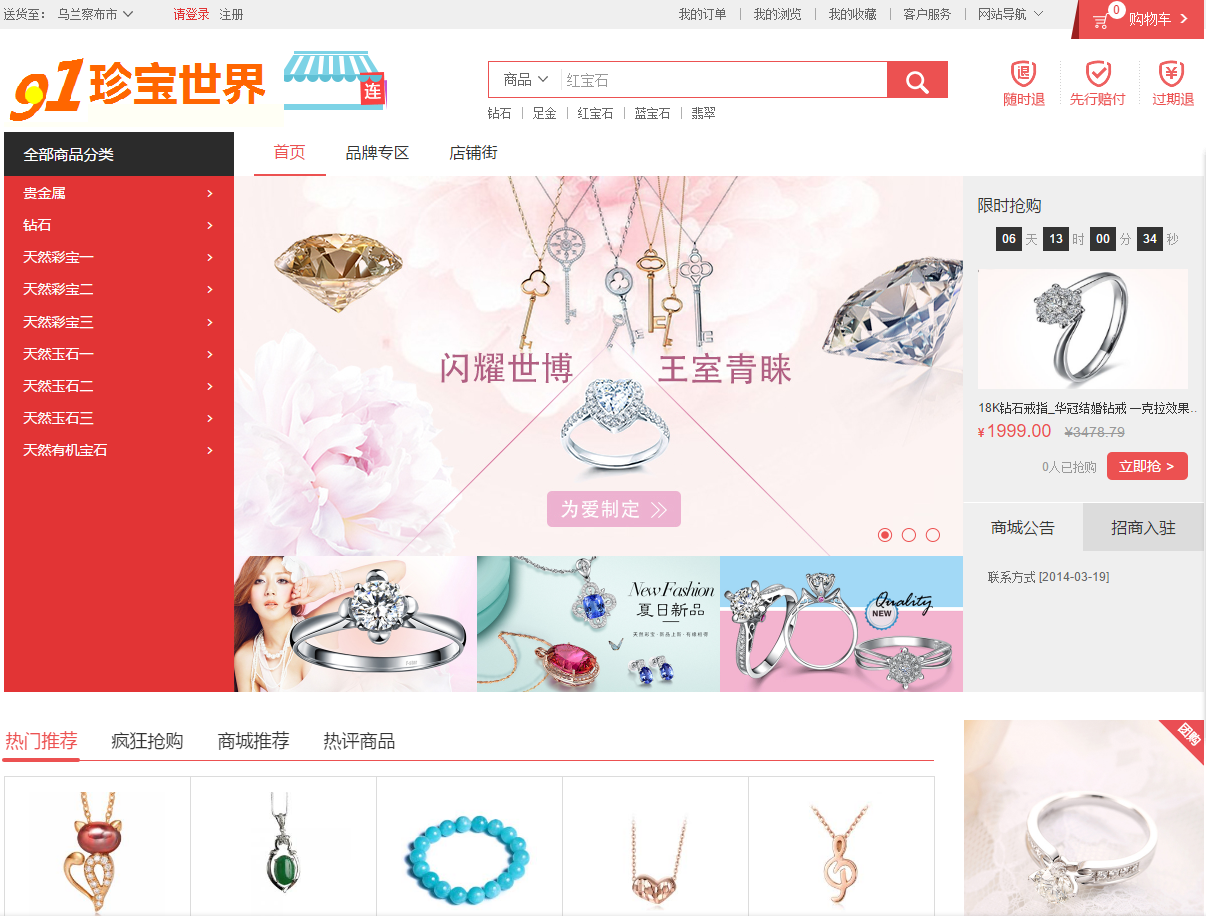 送货至： 乌兰察布市
请登录 注册
我的订单 我的浏览 我的收藏 客户服务 网站导航
0 购物车
91珍宝世界
连
商品 红宝石
钻石 足金 红宝石 蓝宝石 翡翠
随时退 先行赔付 过期退
全部商品分类
首页 品牌专区 店铺街
贵金属
钻石
天然彩宝一
天然彩宝二
天然彩宝三
天然玉石一
天然玉石二
天然玉石三
天然有机宝石
闪耀世博 王室青睐
为爱制定
限时抢购
06 天 13 时 00 分 34 秒
18K钻石戒指_华冠结婚钻戒 一克拉效果..
¥1999.00 ¥3478.79
0人已抢购 立即抢 >
商城公告 招商入驻
联系方式 [2014-03-19]
New Fashion
夏日新品
Quality
NEW
热门推荐 疯狂抢购 商城推荐 热评商品
团购